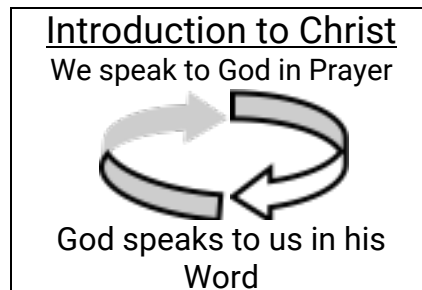 Introduction to Christ
We speak to God in Prayer
God speaks to us in his
Word